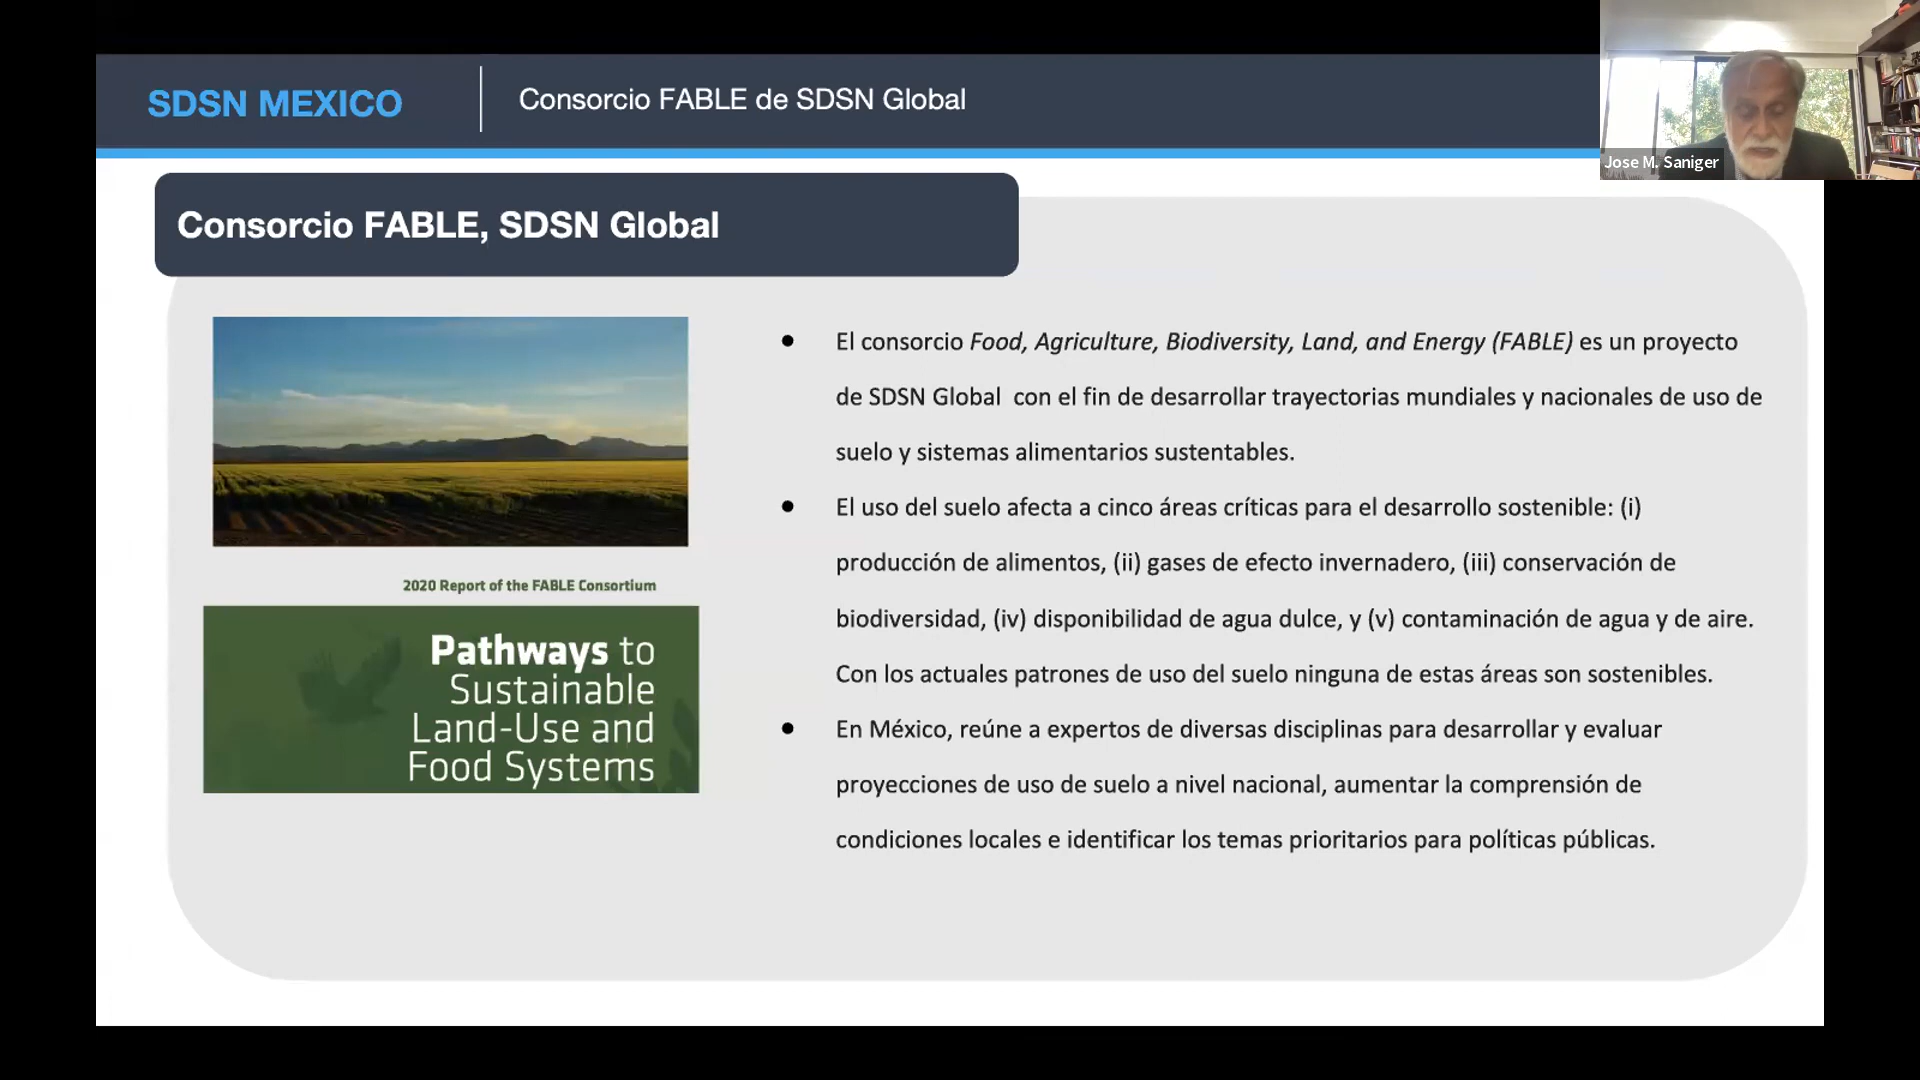 SDSN MEXICO
Consorcio FABLE de SDSN Global
Jose M. Saniger
Consorcio FABLE, SDSN Global
2020 Report of the FABLE Consortium
Pathways to
Sustainable
Land-Use and
Food Systems
● El consorcio Food, Agriculture, Biodiversity, Land, and Energy (FABLE) es un proyecto
de SDSN Global con el fin de desarrollar trayectorias mundiales y nacionales de uso de
suelo y sistemas alimentarios sustentables.
● El uso del suelo afecta a cinco áreas críticas para el desarrollo sostenible: (i)
producción de alimentos, (ii) gases de efecto invernadero, (iii) conservación de
biodiversidad, (iv) disponibilidad de agua dulce, y (v) contaminación de agua y de aire.
Con los actuales patrones de uso del suelo ninguna de estas áreas son sostenibles.
● En México, reúne a expertos de diversas disciplinas para desarrollar y evaluar
proyecciones de uso de suelo a nivel nacional, aumentar la comprensión de
condiciones locales e identificar los temas prioritarios para políticas públicas.